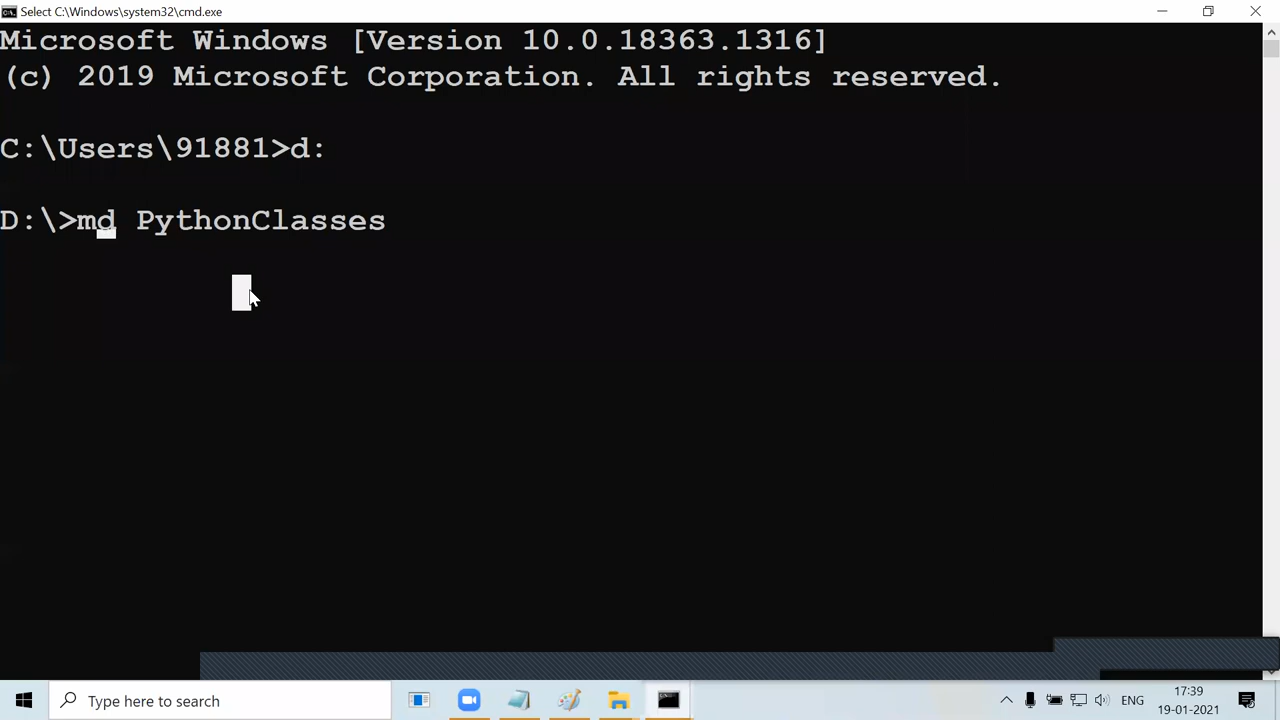 Select C:\Windows\system32\cmd.exe
Microsoft Windows [Version 10.0.18363.1316]
(c) 2019 Microsoft Corporation. All rights reserved.
C:\Users\91881>d:
D:\>md PythonClasses
Type here to search
ENG
17:39
19-01-2021